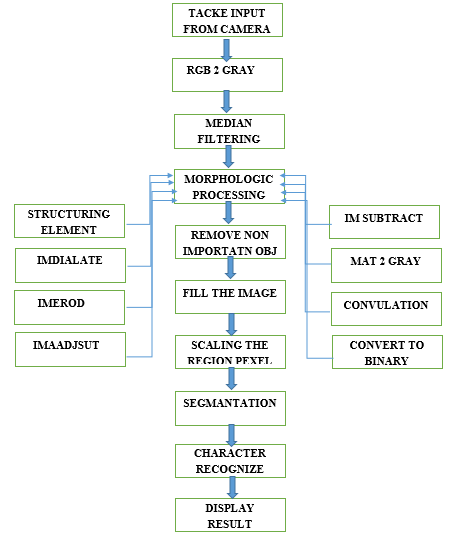 TACKE INPUT
FROM CAMERA
RGB 2 GRAY
MEDIAN
FILTERING
MORPHOLOGIC
PROCESSING
STRUCTURING
ELEMENT
IMDIALATE
IMEROD
IMAADJSUT
IM SUBTRACT
MAT 2 GRAY
CONVULATION
CONVERT TO
BINARY
REMOVE NON
IMPORTATN OBJ
FILL THE IMAGE
SCALING THE
REGION PEXEL
SEGMANTATION
CHARACTER
RECOGNIZE
DISPLAY
RESULT